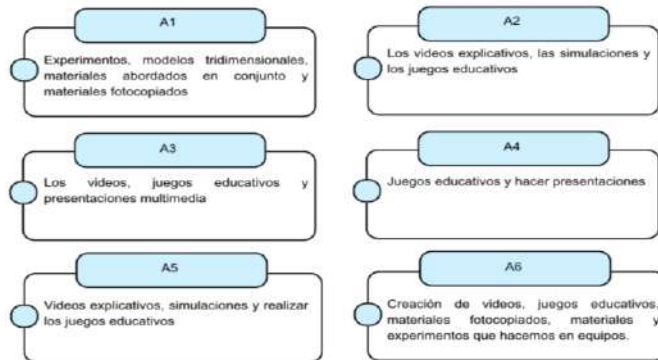 A1
Experimentos, modelos tridimensionales,
materiales abordados en conjunto y
materiales fotocopiados
A2
Los videos explicativos, las simulaciones y
los juegos educativos
A3
Los videos, juegos educativos y
presentaciones multimedia
A4
Juegos educativos y hacer presentaciones
A5
Videos explicativos, simulaciones y realizar
los juegos educativos
A6
Creación de videos, juegos educativos,
materiales fotocopiados, materiales y
experimentos que hacemos en equipos.